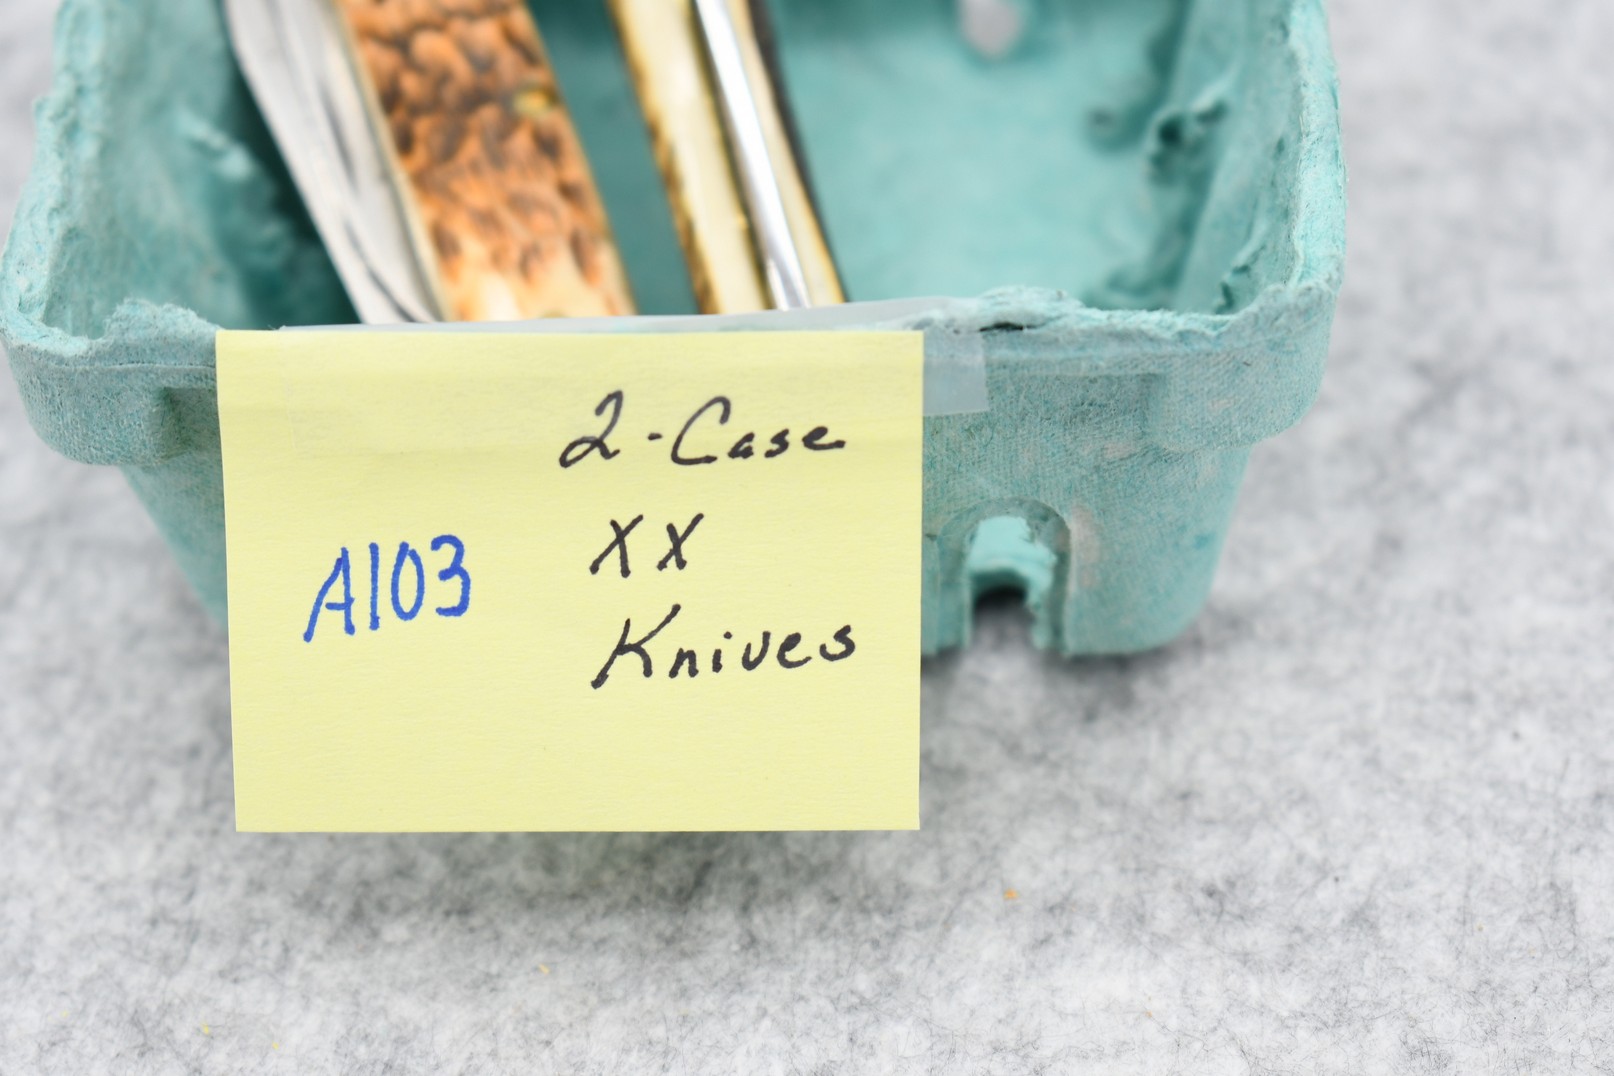 2-Case
XX
A103
Knives